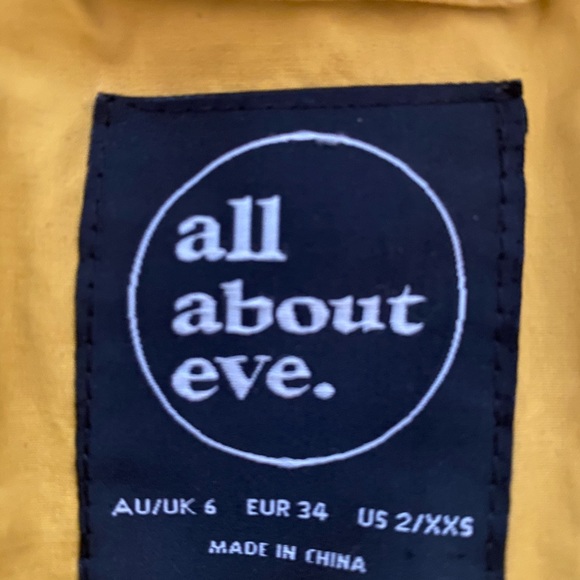 all
about
eve.
AU/UK 6 EUR 34 US 2/XXS
MADE IN CHINA